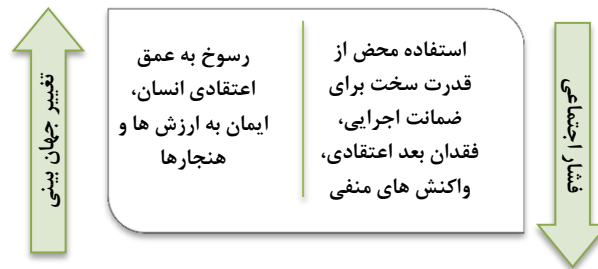 فشار اجتماعی
استفاده محض از
قدرت سخت برای
ضمانت اجرایی،
فقدان بعد اعتقادی،
واکنش های منفی
رسوخ به عمق
اعتقادی انسان،
ایمان به ارزش ها و
هنجارها
تغییر جهان بینی